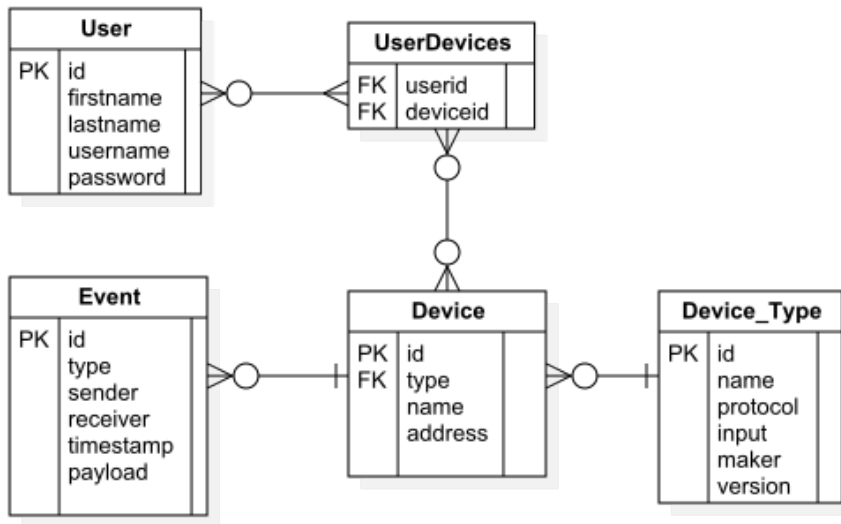 User
PK id
firstname
lastname
username
password
UserDevices
FK userid
FK deviceid
Event
PK id
type
sender
receiver
timestamp
payload
Device
PK id
FK type
name
address
Device_Type
PK id
name
protocol
input
maker
version